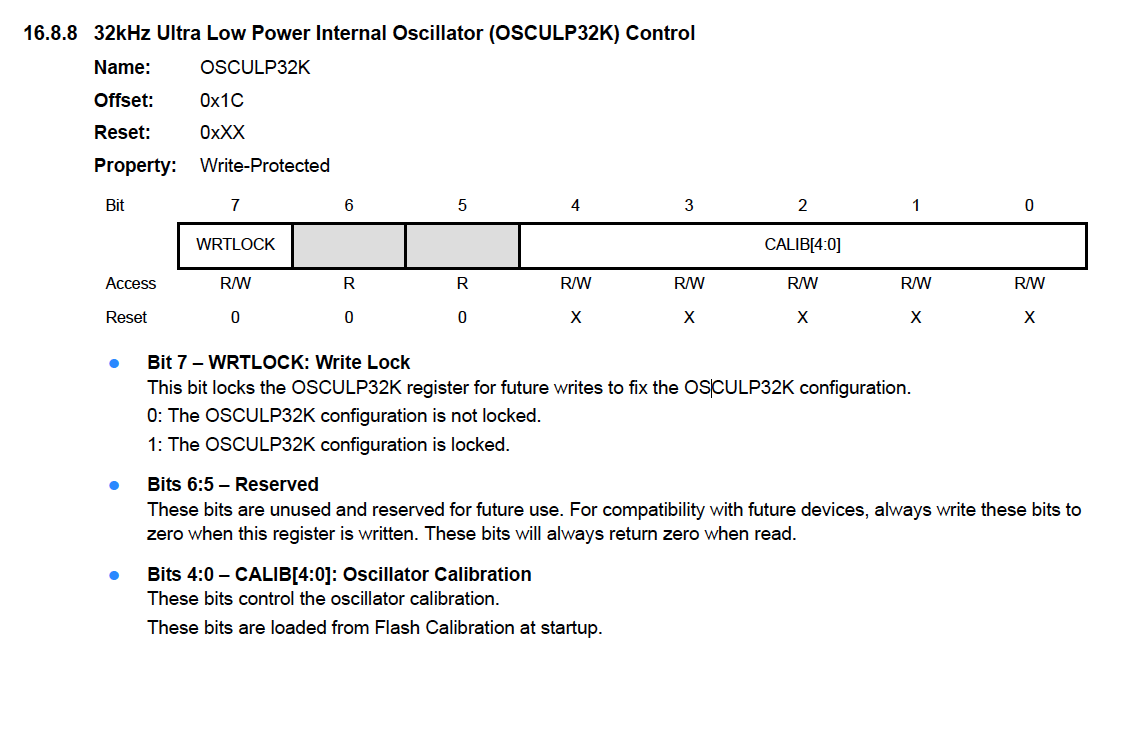 16.8.8 32kHz Ultra Low Power Internal Oscillator (OSCULP32K) Control
Name: OSCULP32K
Offset: 0x1C
Reset: 0xXX
Property: Write-Protected
Bit 7 6 5 4 3 2 1 0
WRTLOCK CALIB[4:0]
Access R/W R R R/W R/W R/W R/W R/W
Reset 0 0 0 X X X X X
● Bit 7 – WRTLOCK: Write Lock
This bit locks the OSCULP32K register for future writes to fix the OSCULP32K configuration.
0: The OSCULP32K configuration is not locked.
1: The OSCULP32K configuration is locked.
● Bits 6:5 – Reserved
These bits are unused and reserved for future use. For compatibility with future devices, always write these bits to
zero when this register is written. These bits will always return zero when read.
● Bits 4:0 – CALIB[4:0]: Oscillator Calibration
These bits control the oscillator calibration.
These bits are loaded from Flash Calibration at startup.